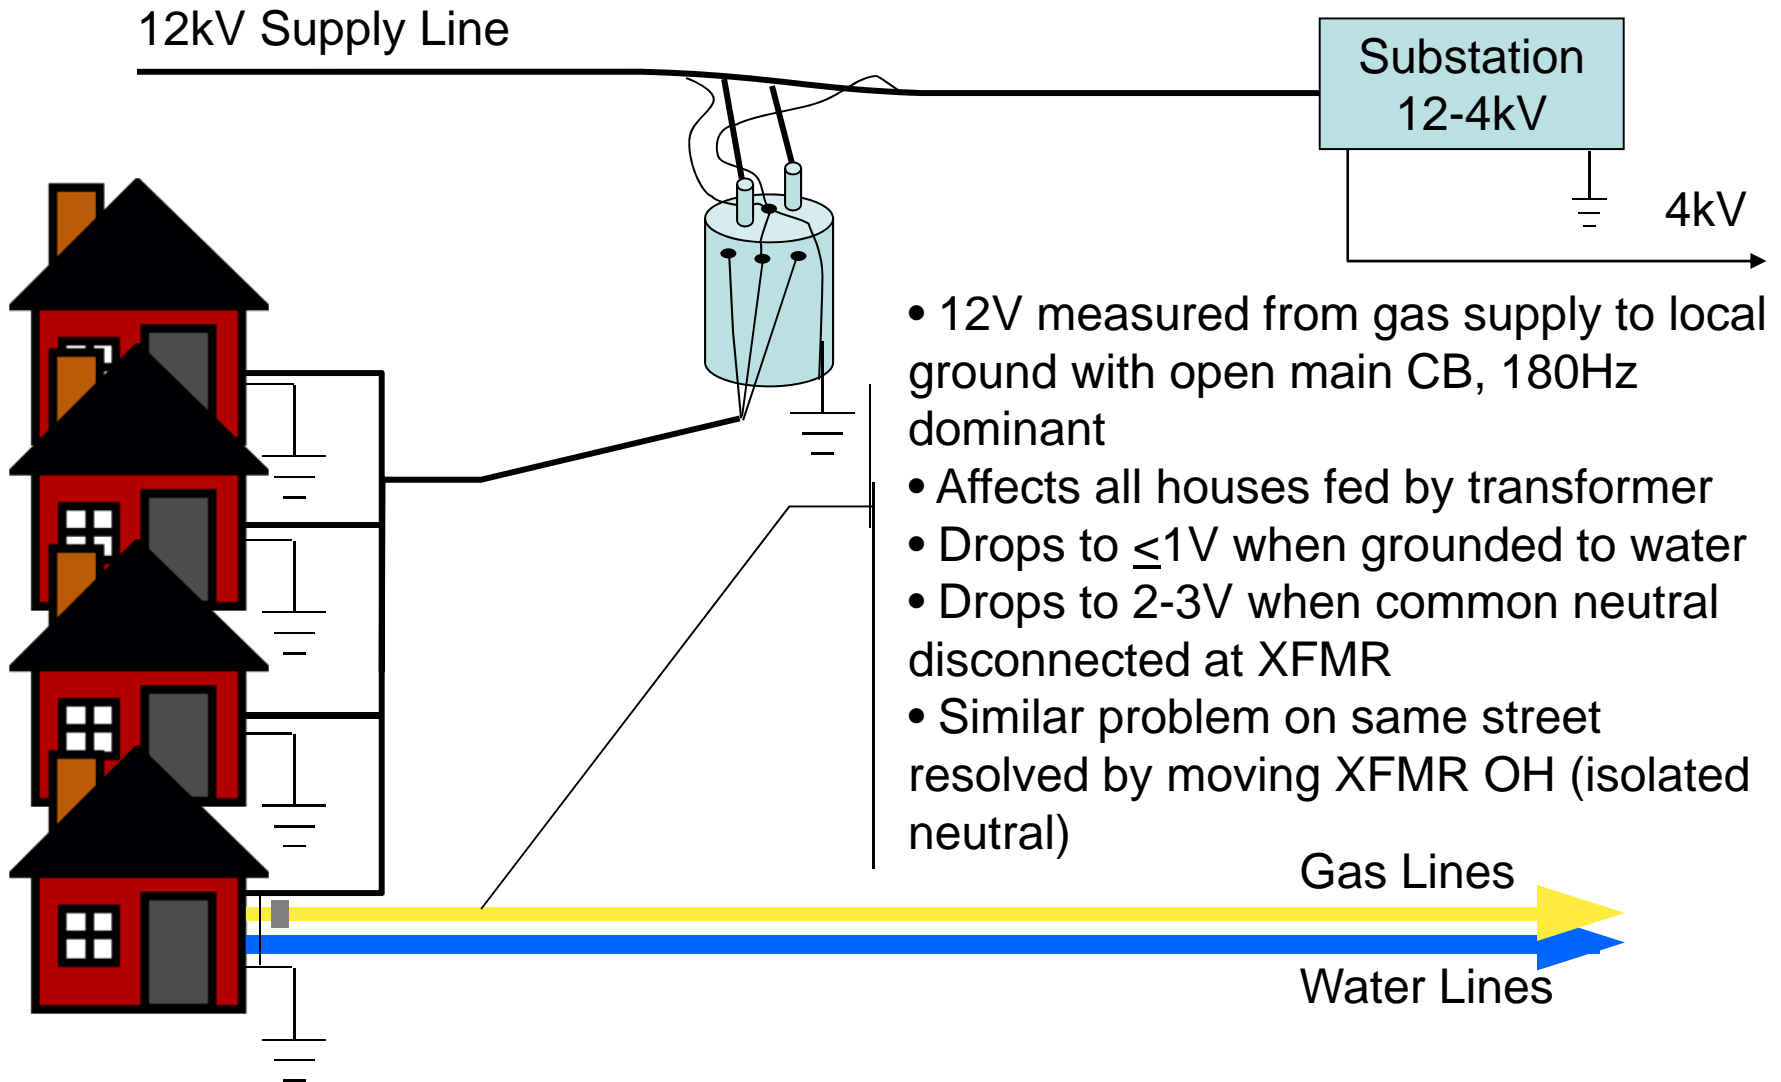 12kV Supply Line
Substation
12-4kV
4kV
• 12V measured from gas supply to local
ground with open main CB, 180Hz
dominant
• Affects all houses fed by transformer
• Drops to ≤1V when grounded to water
• Drops to 2-3V when common neutral
disconnected at XFMR
• Similar problem on same street
resolved by moving XFMR OH (isolated
neutral)
Gas Lines
Water Lines